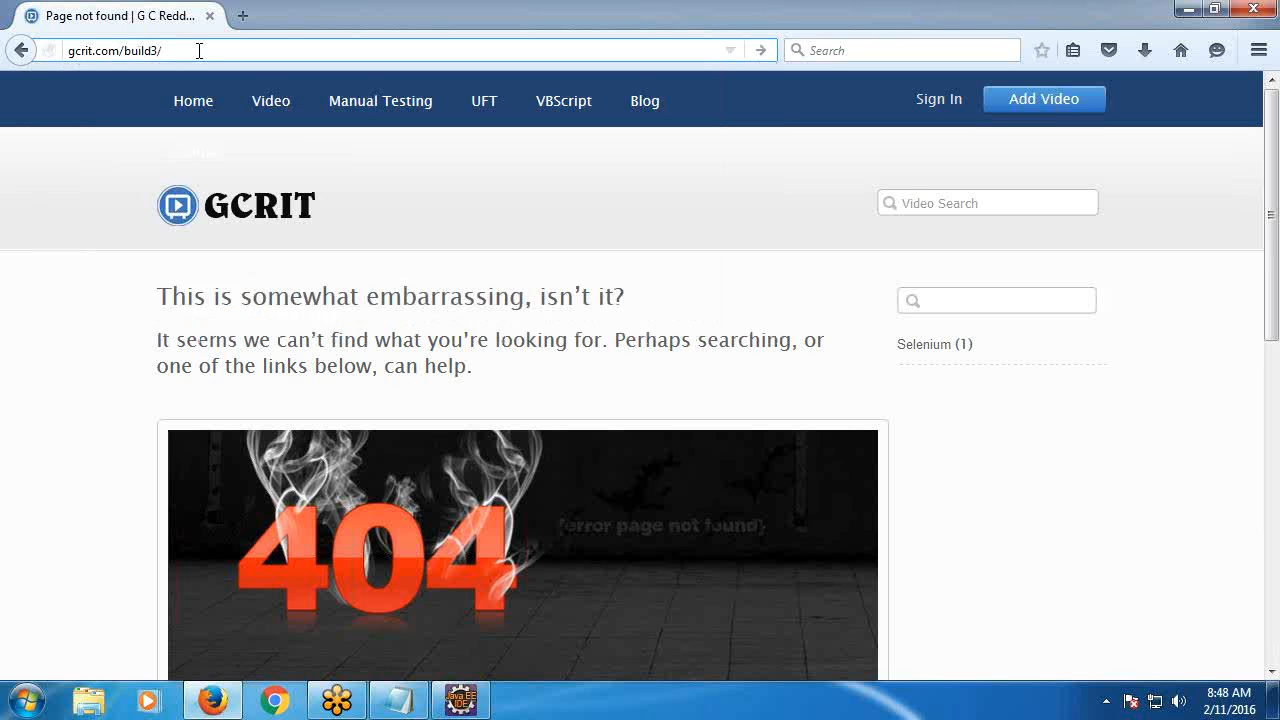 Page not found | G C Redd...
gcrit.com/build3/
Search
Home Video Manual Testing UFT VBScript Blog
Sign In Add Video
GCRIT
Video Search
This is somewhat embarrassing, isn’t it?
It seems we can’t find what you’re looking for. Perhaps searching, or
one of the links below, can help.
Selenium (1)
404
{error page not found}
Java EE
IDE
8:48 AM
2/11/2016